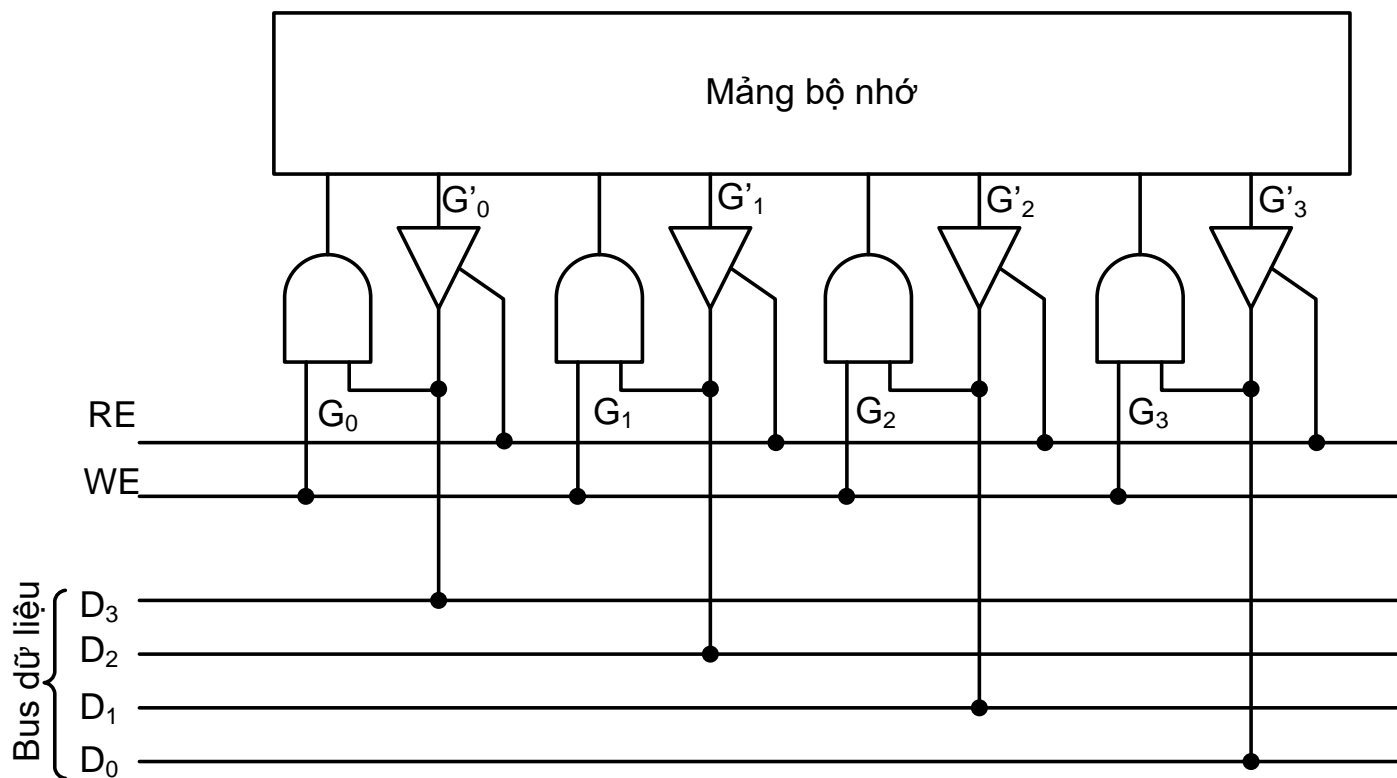 Mảng bộ nhớ
G’0 G’1 G’2 G’3
G0 G1 G2 G3
RE
WE
Bus dữ liệu
D3
D2
D1
D0